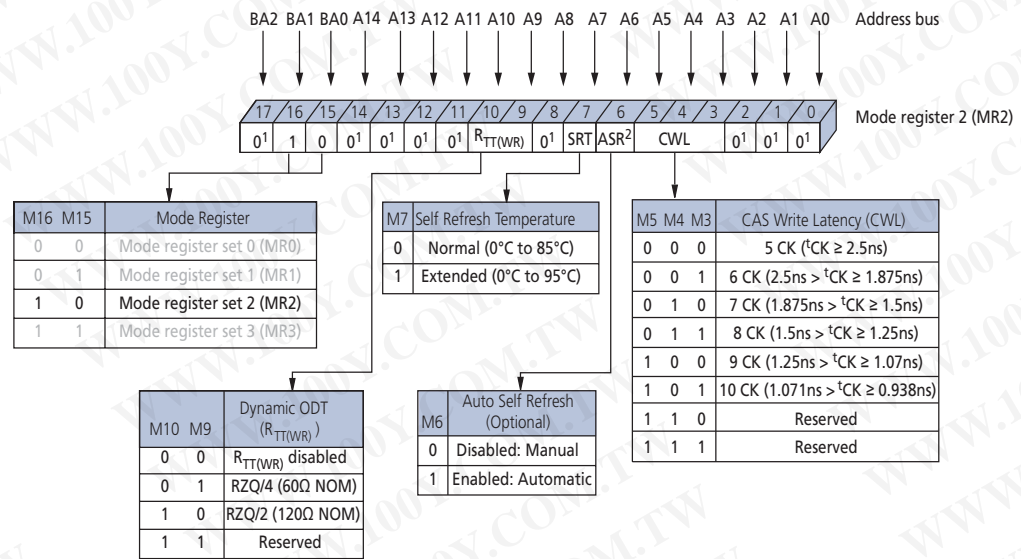 BA2 BA1 BA0 A14 A13 A12 A11 A10 A9 A8 A7 A6 A5 A4 A3 A2 A1 A0 Address bus
17 16 15 14 13 12 11 10 9 8 7 6 5 4 3 2 1 0 Mode register 2 (MR2)
0¹ 1 0 0¹ 0¹ 0¹ 0¹ RTT(WR) 0¹ SRT ASR² CWL 0¹ 0¹ 0¹
M16 M15 Mode Register
0 0 Mode register set 0 (MR0)
0 1 Mode register set 1 (MR1)
1 0 Mode register set 2 (MR2)
1 1 Mode register set 3 (MR3)
M7 Self Refresh Temperature
0 Normal (0°C to 85°C)
1 Extended (0°C to 95°C)
M5 M4 M3 CAS Write Latency (CWL)
0 0 0 5 CK (ᵗCK ≥ 2.5ns)
0 0 1 6 CK (2.5ns > ᵗCK ≥ 1.875ns)
0 1 0 7 CK (1.875ns > ᵗCK ≥ 1.5ns)
0 1 1 8 CK (1.5ns > ᵗCK ≥ 1.25ns)
1 0 0 9 CK (1.25ns > ᵗCK ≥ 1.07ns)
1 0 1 10 CK (1.071ns > ᵗCK ≥ 0.938ns)
1 1 0 Reserved
1 1 1 Reserved
M10 M9 Dynamic ODT
(RTT(WR))
0 0 RTT(WR) disabled
0 1 RZQ/4 (60Ω NOM)
1 0 RZQ/2 (120Ω NOM)
1 1 Reserved
M6 Auto Self Refresh
(Optional)
0 Disabled: Manual
1 Enabled: Automatic
WWW.100Y.COM.TW